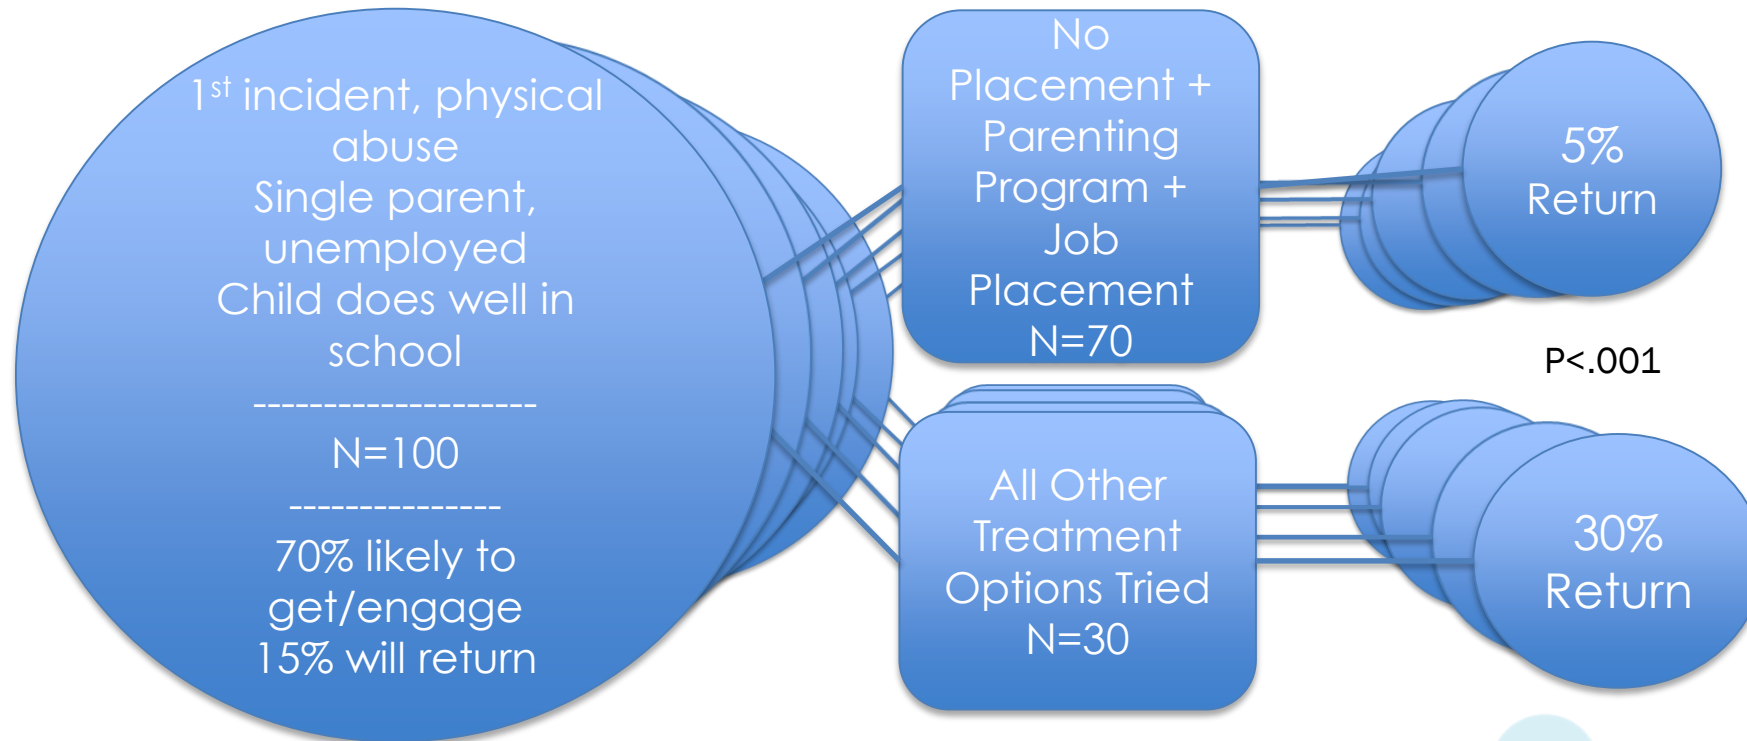 1st incident, physical
abuse
Single parent,
unemployed
Child does well in
school
---------------------
N=100
---------------
70% likely to
get/engage
15% will return
No
Placement +
Parenting
Program +
Job
Placement
N=70
5%
Return
P<.001
All Other
Treatment
Options Tried
N=30
30%
Return